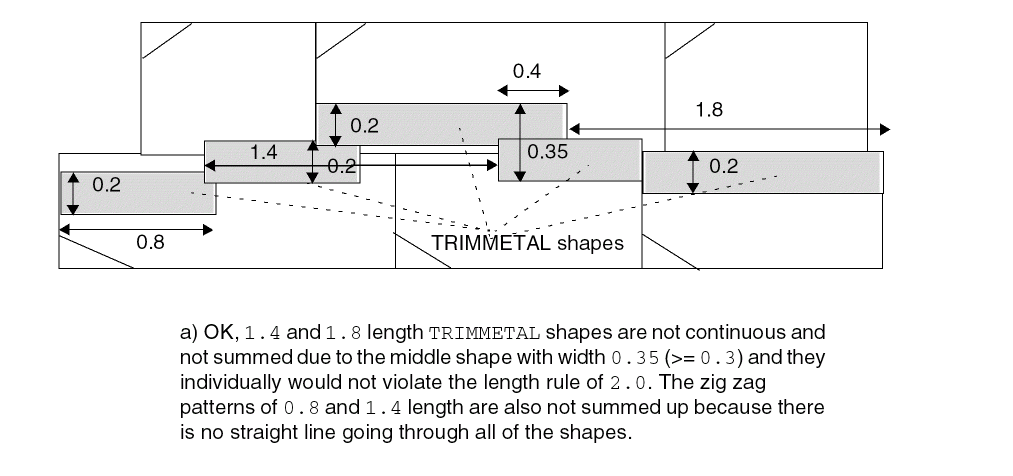 0.4
1.8
0.2
1.4
0.2
0.35
0.2
0.2
0.8
TRIMMETAL shapes
a) OK, 1.4 and 1.8 length TRIMMETAL shapes are not continuous and
not summed due to the middle shape with width 0.35 (>= 0.3) and they
individually would not violate the length rule of 2.0. The zig zag
patterns of 0.8 and 1.4 length are also not summed up because there
is no straight line going through all of the shapes.